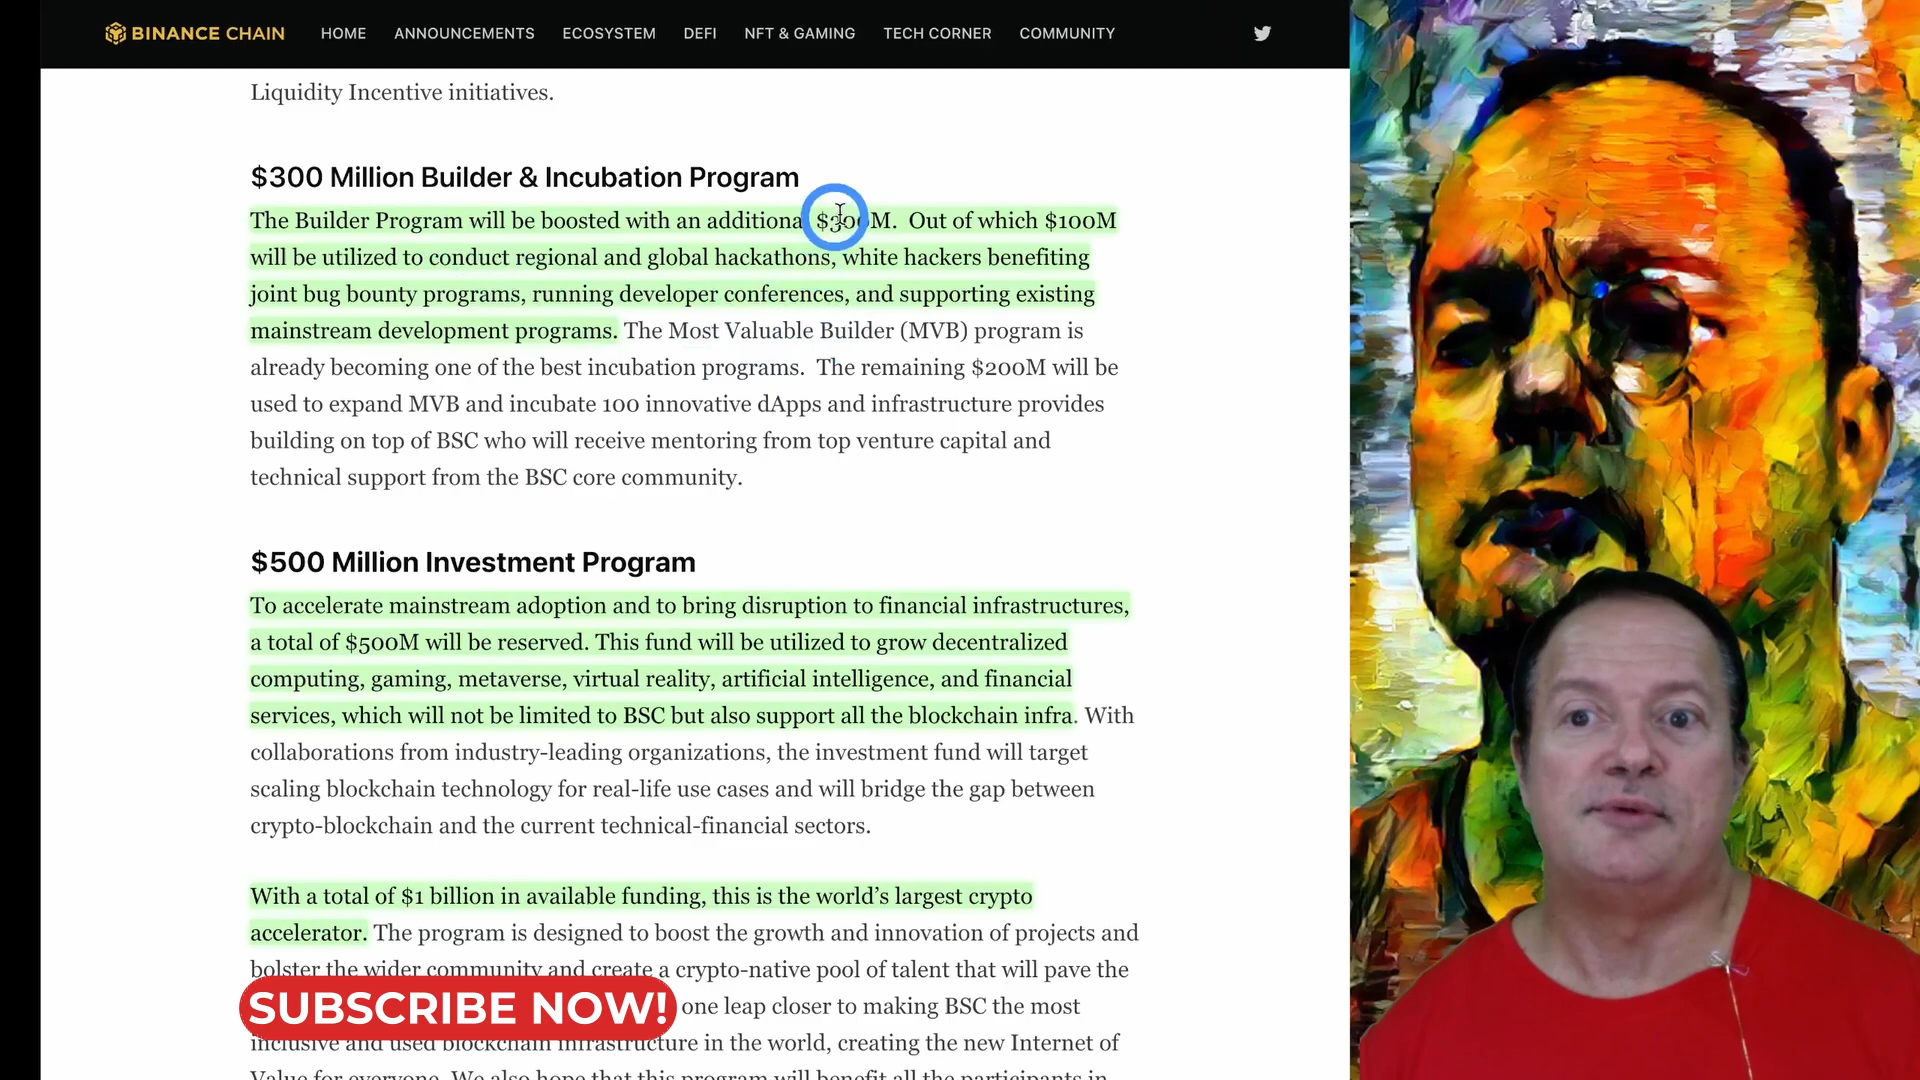 BINANCE CHAIN HOME ANNOUNCEMENTS ECOSYSTEM DEFI NFT & GAMING TECH CORNER COMMUNITY
Liquidity Incentive initiatives.
$300 Million Builder & Incubation Program
The Builder Program will be boosted with an additional $300M. Out of which $100M
will be utilized to conduct regional and global hackathons, white hackers benefiting
joint bug bounty programs, running developer conferences, and supporting existing
mainstream development programs. The Most Valuable Builder (MVB) program is
already becoming one of the best incubation programs. The remaining $200M will be
used to expand MVB and incubate 100 innovative dApps and infrastructure provides
building on top of BSC who will receive mentoring from top venture capital and
technical support from the BSC core community.
$500 Million Investment Program
To accelerate mainstream adoption and to bring disruption to financial infrastructures,
a total of $500M will be reserved. This fund will be utilized to grow decentralized
computing, gaming, metaverse, virtual reality, artificial intelligence, and financial
services, which will not be limited to BSC but also support all the blockchain infra. With
collaborations from industry-leading organizations, the investment fund will target
scaling blockchain technology for real-life use cases and will bridge the gap between
crypto-blockchain and the current technical-financial sectors.
With a total of $1 billion in available funding, this is the world’s largest crypto
accelerator. The program is designed to boost the growth and innovation of projects and
bolster the wider community and create a crypto-native pool of talent that will pave the
SUBSCRIBE NOW! one leap closer to making BSC the most
inclusive and used blockchain infrastructure in the world, creating the new Internet of
Value for everyone. We also hope that this program will benefit all the participants in